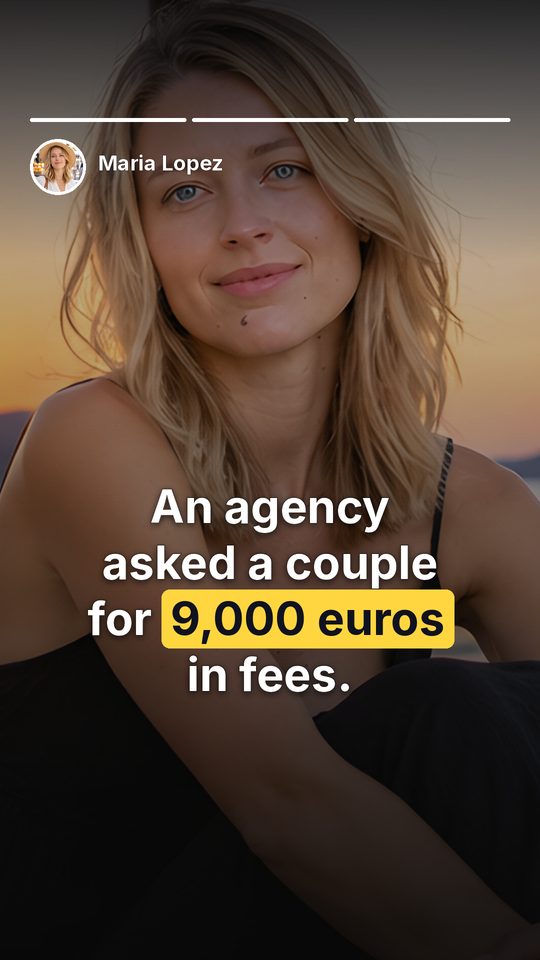 Maria Lopez
An agency
asked a couple
for 9,000 euros
in fees.